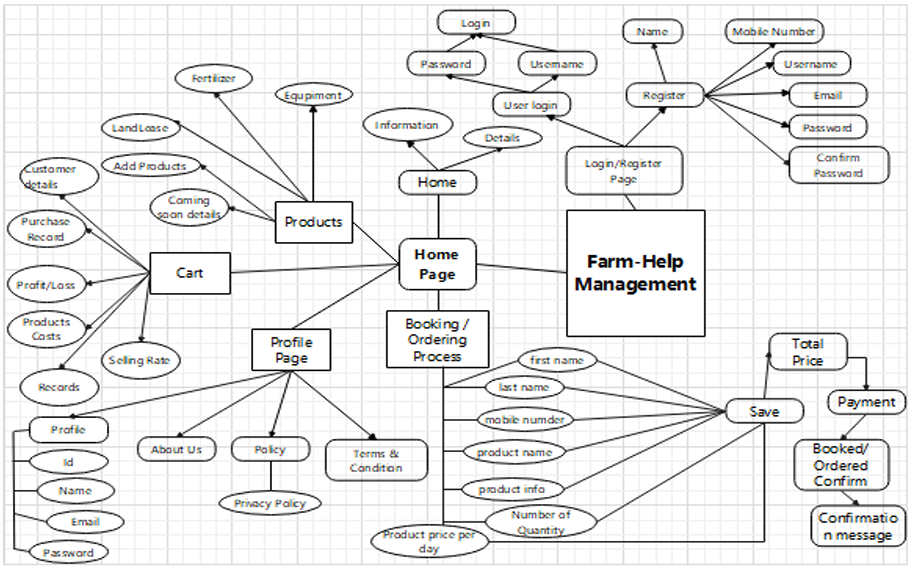 Login
Password
Username
User login
Name
Mobile Number
Register
Username
Email
Password
Confirm
Password
Login/Register
Page
Fertilizer
Equpiment
LandLoase
Add Products
Coming
soon details
Products
Information
Details
Home
Customer
details
Purchase
Record
Profit/Loss
Products
Costs
Records
Selling Rate
Cart
Home
Page
Farm-Help
Management
Profile
Page
Booking /
Ordering
Process
first name
last name
mobile numder
product name
product info
Number of
Quantity
Product price per
day
Save
Total
Price
Payment
Booked/
Ordered
Confirm
Confirmatio
n message
Profile
Id
Name
Email
Password
About Us
Policy
Privacy Policy
Terms &
Condition